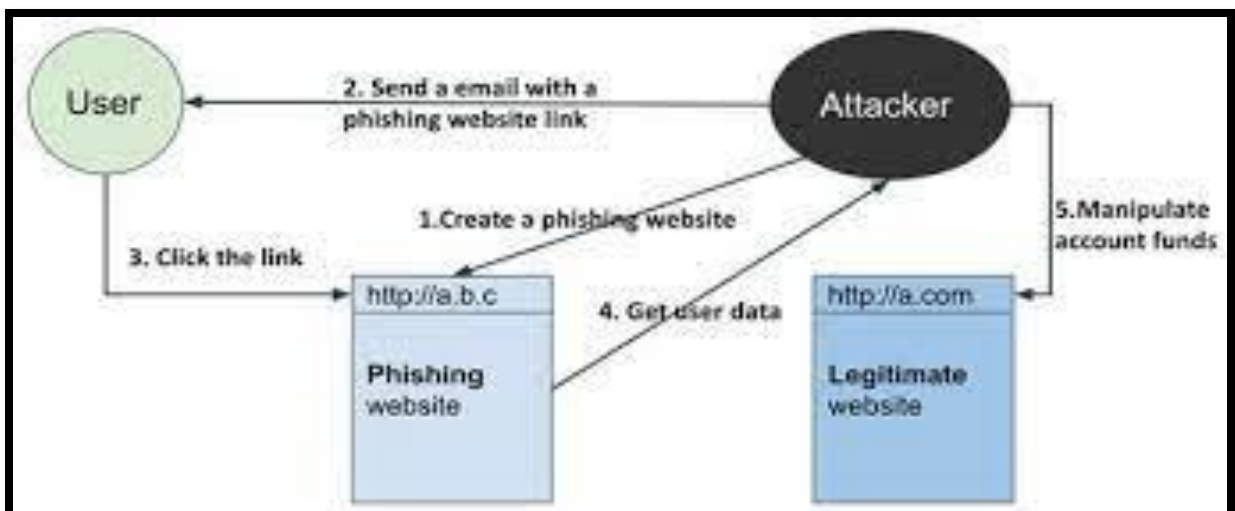 User
2. Send a email with a
phishing website link
Attacker
1.Create a phishing website
5.Manipulate
account funds
3. Click the link
http://a.b.c
4. Get user data
http://a.com
Phishing
website
Legitimate
website